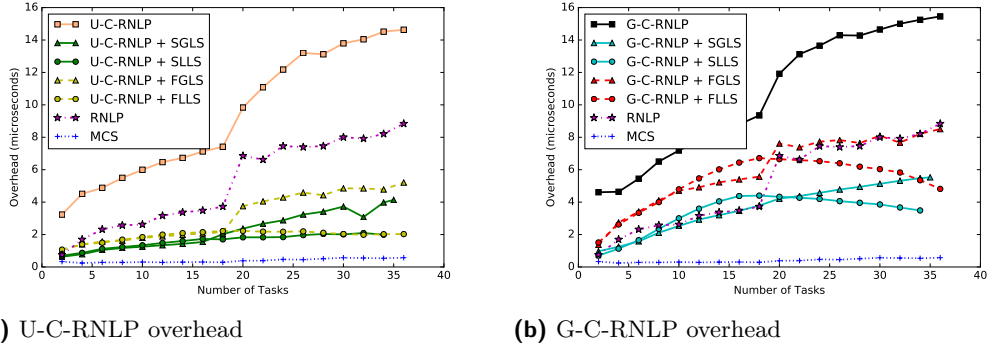 Overhead (microseconds)
16
14
12
10
8
6
4
2
0
U-C-RNLP
U-C-RNLP + SGLS
U-C-RNLP + SLLS
U-C-RNLP + FGLS
U-C-RNLP + FLLS
RNLP
MCS
0 5 10 15 20 25 30 35 40
Number of Tasks
) U-C-RNLP overhead
Overhead (microseconds)
16
14
12
10
8
6
4
2
0
G-C-RNLP
G-C-RNLP + SGLS
G-C-RNLP + SLLS
G-C-RNLP + FGLS
G-C-RNLP + FLLS
RNLP
MCS
0 5 10 15 20 25 30 35 40
Number of Tasks
(b) G-C-RNLP overhead